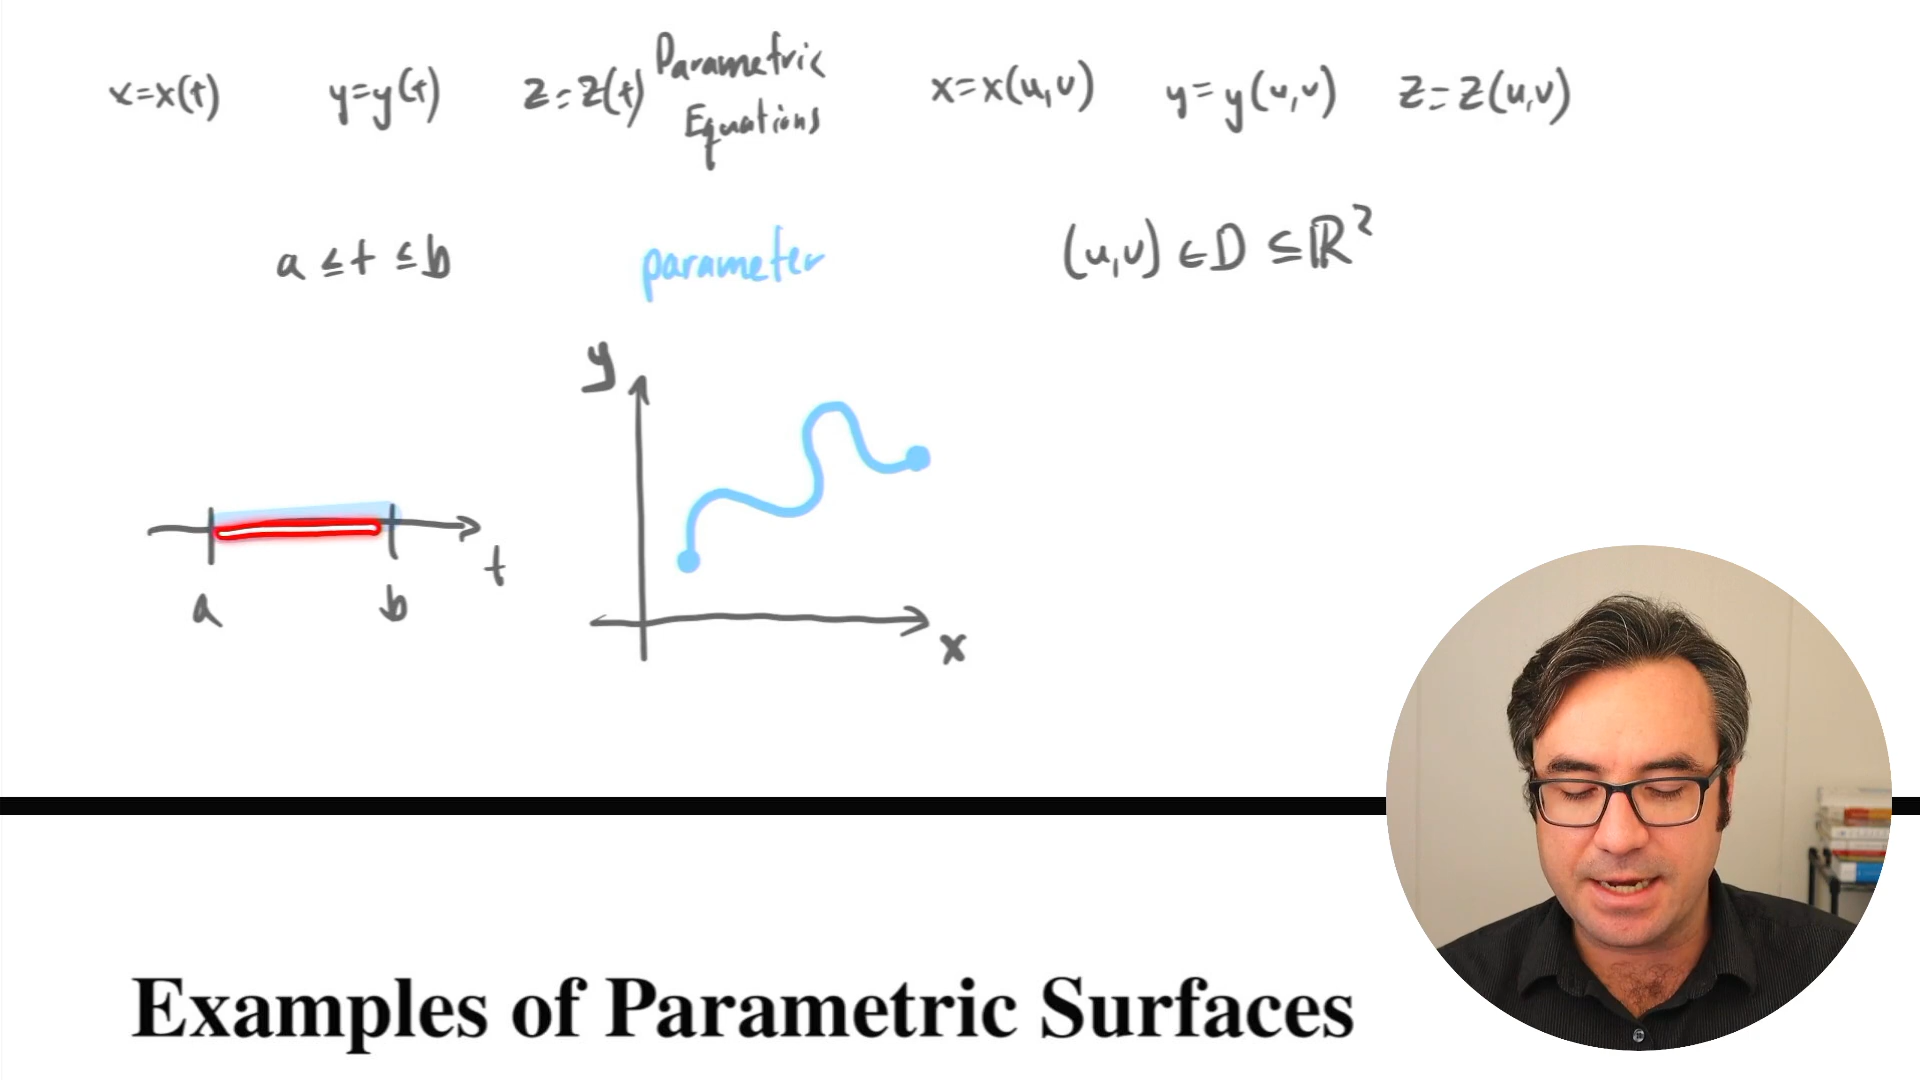 x=x(t) y=y(t) z=z(t) Parametric Equations x=x(u,v) y=y(u,v) z=z(u,v)
a≤t≤b parameter (u,v)∈D⊆ℝ²
y
t
a b
x
Examples of Parametric Surfaces